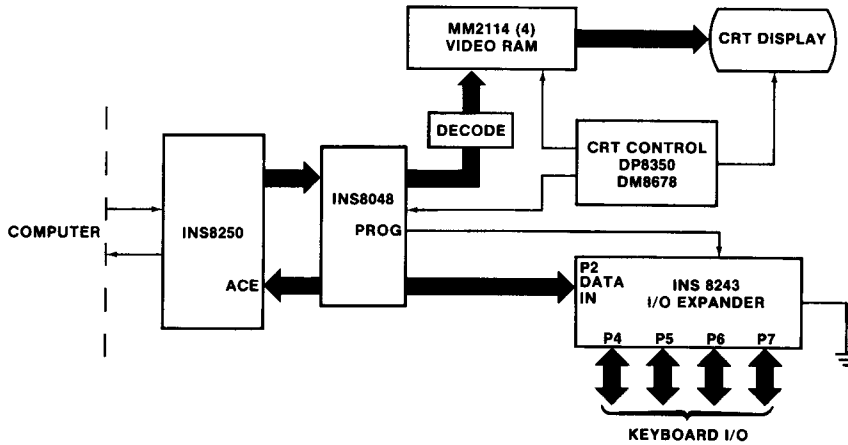 MM2114 (4)
VIDEO RAM
CRT DISPLAY
DECODE
CRT CONTROL
DP8350
DM8678
INS8048
PROG
COMPUTER
INS8250
ACE
P2
DATA
IN
INS 8243
I/O EXPANDER
P4 P5 P6 P7
KEYBOARD I/O